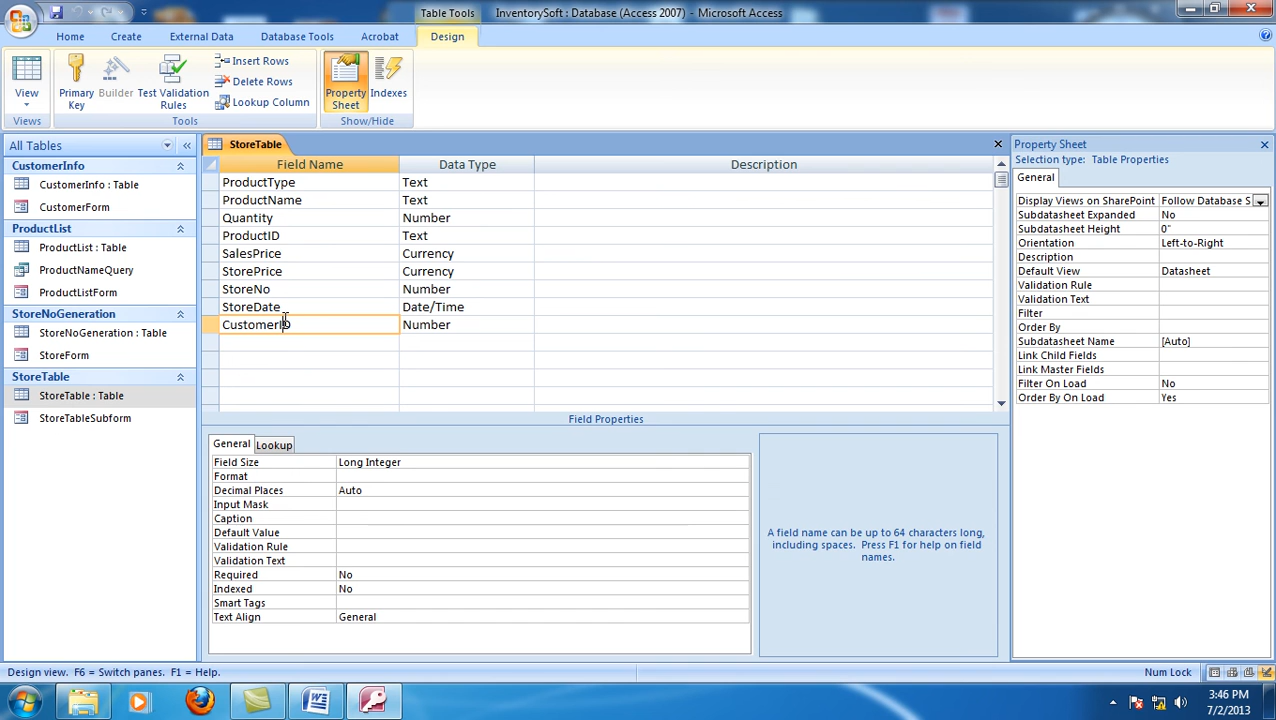 Table Tools
InventorySoft : Database (Access 2007) - Microsoft Access
Home Create External Data Database Tools Acrobat Design
View
Views
Primary Key
Builder
Test Validation Rules
Insert Rows
Delete Rows
Lookup Column
Tools
Property Sheet
Indexes
Show/Hide
All Tables
CustomerInfo
CustomerInfo : Table
CustomerForm
ProductList
ProductList : Table
ProductNameQuery
ProductListForm
StoreNoGeneration
StoreNoGeneration : Table
StoreForm
StoreTable
StoreTable : Table
StoreTableSubform
StoreTable
Field Name Data Type Description
ProductType Text
ProductName Text
Quantity Number
ProductID Text
SalesPrice Currency
StorePrice Currency
StoreNo Number
StoreDate Date/Time
CustomerID Number
Field Properties
General Lookup
Field Size Long Integer
Format
Decimal Places Auto
Input Mask
Caption
Default Value
Validation Rule
Validation Text
Required No
Indexed No
Smart Tags
Text Align General
A field name can be up to 64 characters long,
including spaces. Press F1 for help on field
names.
Property Sheet
Selection type: Table Properties
General
Display Views on SharePoint Follow Database S
Subdatasheet Expanded No
Subdatasheet Height 0"
Orientation Left-to-Right
Description
Default View Datasheet
Validation Rule
Validation Text
Filter
Order By
Subdatasheet Name [Auto]
Link Child Fields
Link Master Fields
Filter On Load No
Order By On Load Yes
Design view. F6 = Switch panes. F1 = Help.
Num Lock
3:46 PM
7/2/2013